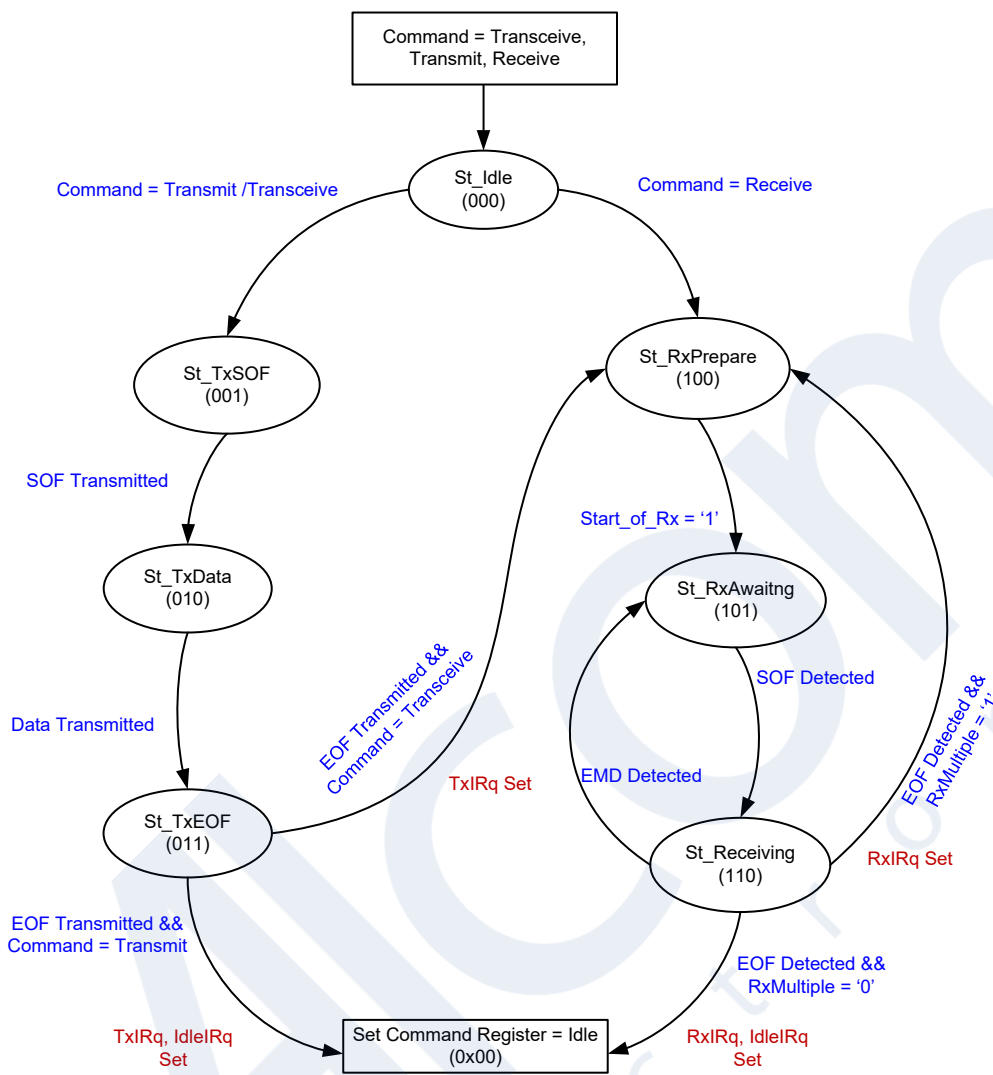 Command = Transceive,
Transmit, Receive
St_Idle
(000)
Command = Transmit /Transceive
Command = Receive
St_TxSOF
(001)
St_RxPrepare
(100)
SOF Transmitted
Start_of_Rx = ‘1’
St_TxData
(010)
St_RxAwaitng
(101)
SOF Detected
Data Transmitted
EOF Transmitted &&
Command = Transceive
TxIRq Set
EMD Detected
EOF Detected &&
RxMultiple = ‘1’
RxIRq Set
St_TxEOF
(011)
St_Receiving
(110)
EOF Transmitted &&
Command = Transmit
EOF Detected &&
RxMultiple = ‘0’
TxIRq, IdleIRq
Set
Set Command Register = Idle
(0x00)
RxIRq, IdleIRq
Set